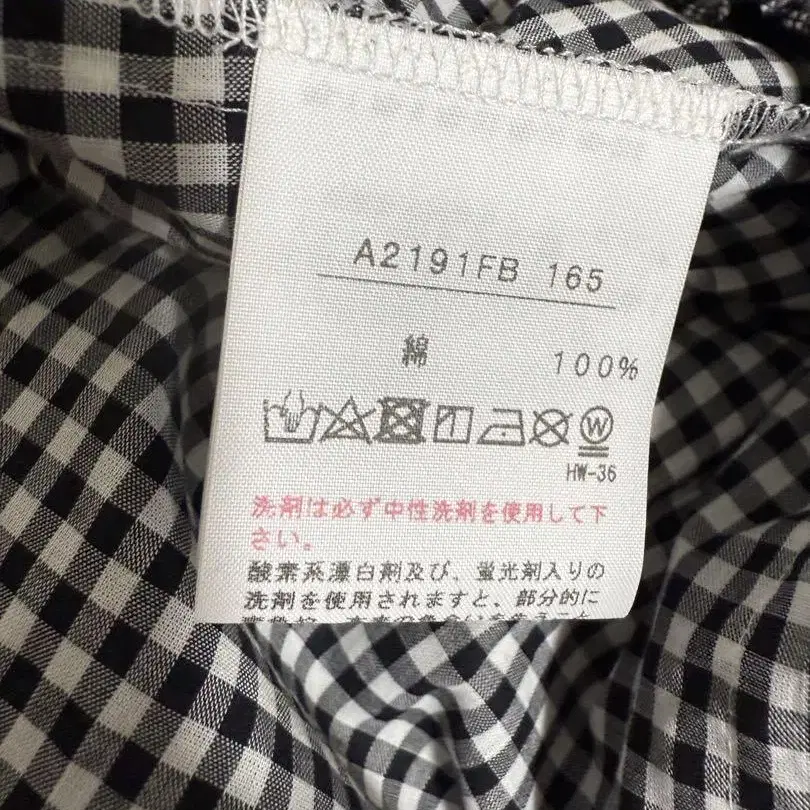 A2191FB 165
綿 100%
W
HW-36
洗剤は必ず中性洗剤を使用して下
さい。
酸素系漂白剤及び、蛍光剤入りの
洗剤を使用されますと、部分的に